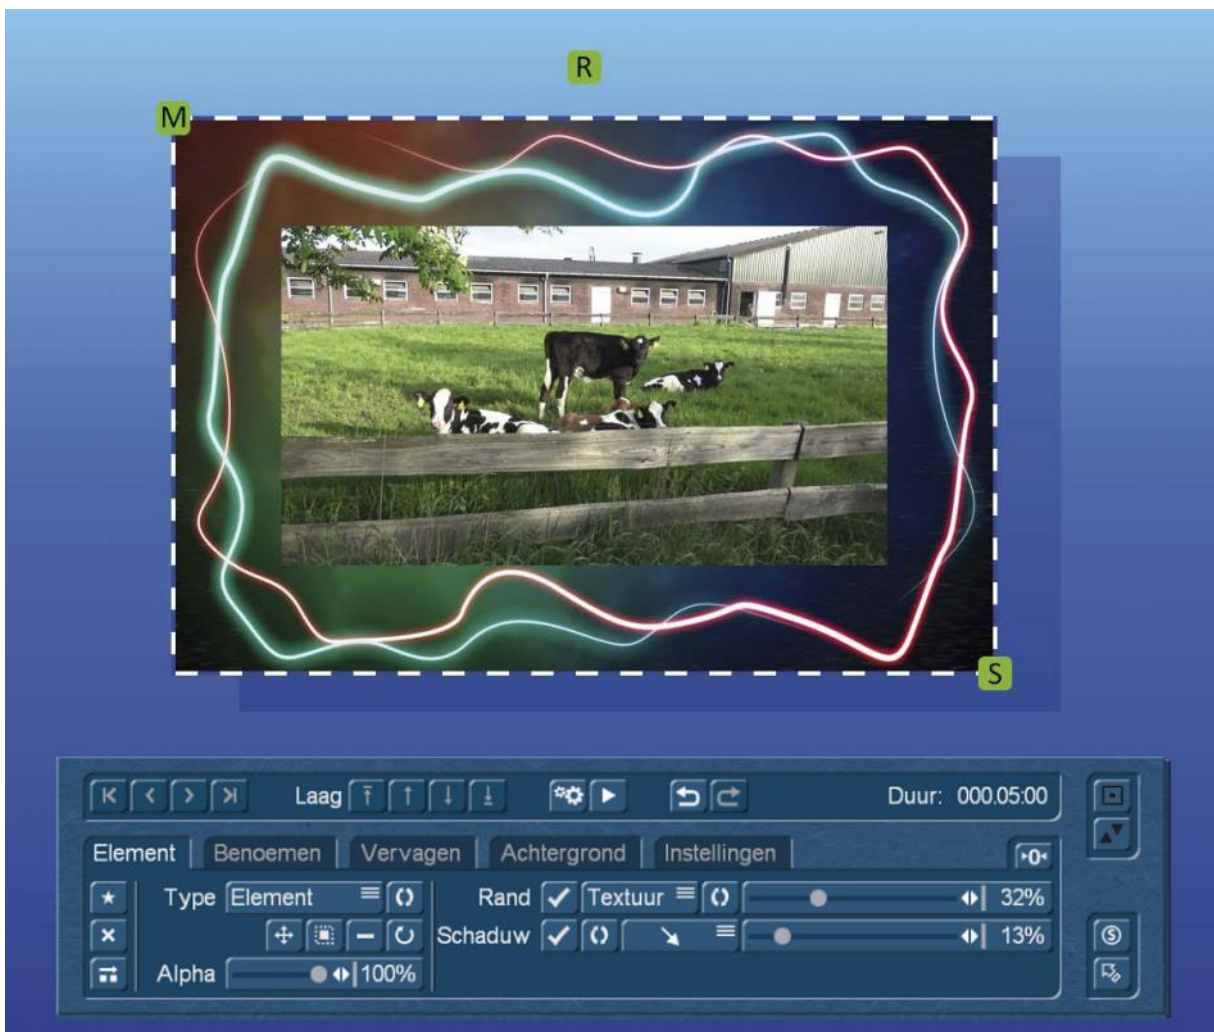 R
M
S
Laag Duur: 000.05:00
Element Benoemen Vervagen Achtergrond Instellingen 0
Type Element Rand Textuur 32%
Schaduw 13% S
Alpha 100%